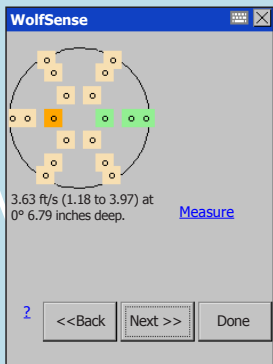 WolfSense
3.63 ft/s (1.18 to 3.97) at
0° 6.79 inches deep.
Measure
?
<<Back
Next >>
Done